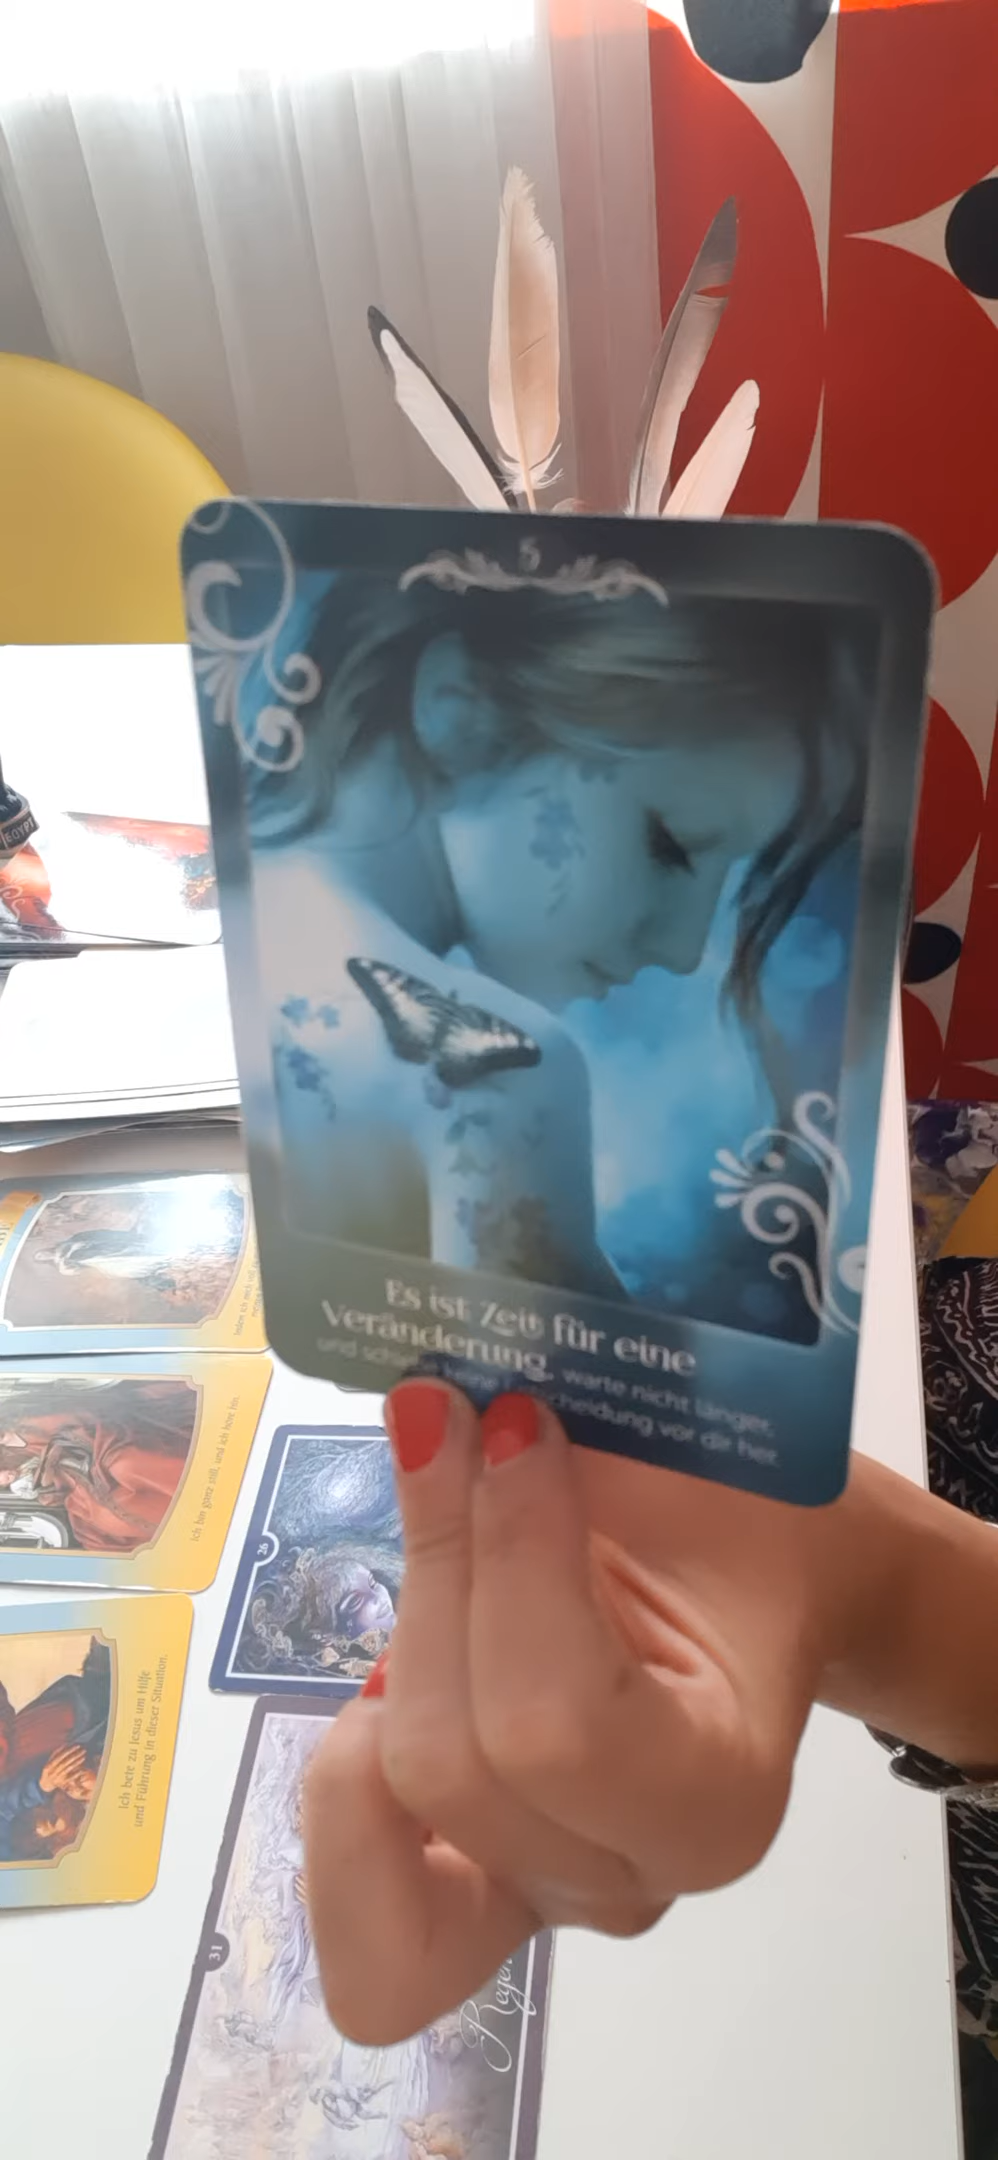 5
EGYPT
Es ist Zeit für eine
Veränderung, warte nicht länger,
und schiebe keine Entscheidung vor dir her.
Ich bin ganz still, und ich höre hin.
26
Ich bete zu Jesus um Hilfe
und Führung in dieser Situation.
31
Regen